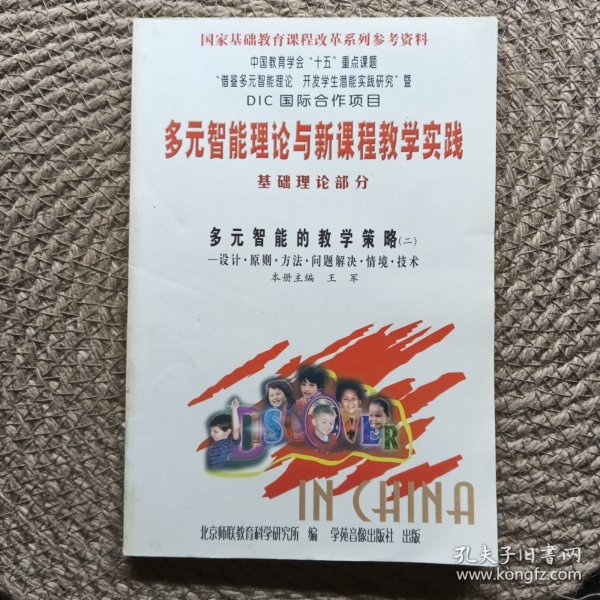 国家基础教育课程改革系列参考资料
中国教育学会“十五”重点课题
“借鉴多元智能理论 开发学生潜能实践研究”暨
DIC 国际合作项目
多元智能理论与新课程教学实践
基础理论部分
多元智能的教学策略(二)
—设计·原则·方法·问题解决·情境·技术
本册主编 王军
DISCOVER
IN CHINA
北京师联教育科学研究所 编 学苑音像出版社 出版
孔夫子旧书网
www.kongfz.com